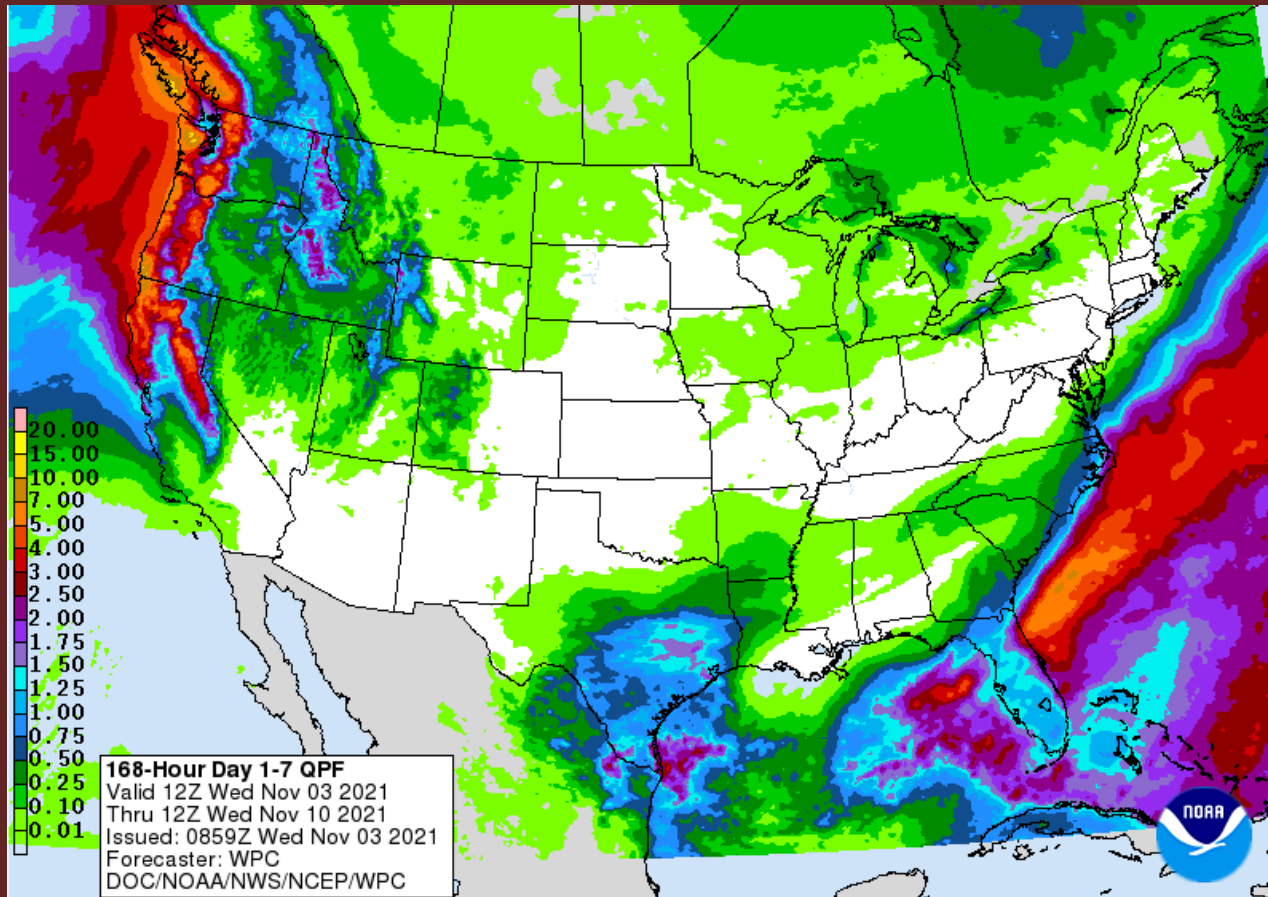 20.00
15.00
10.00
7.00
5.00
4.00
3.00
2.50
2.00
1.75
1.50
1.25
1.00
0.75
0.50
0.25
0.10
0.01
168-Hour Day 1-7 QPF
Valid 12Z Wed Nov 03 2021
Thru 12Z Wed Nov 10 2021
Issued: 0859Z Wed Nov 03 2021
Forecaster: WPC
DOC/NOAA/NWS/NCEP/WPC
NOAA